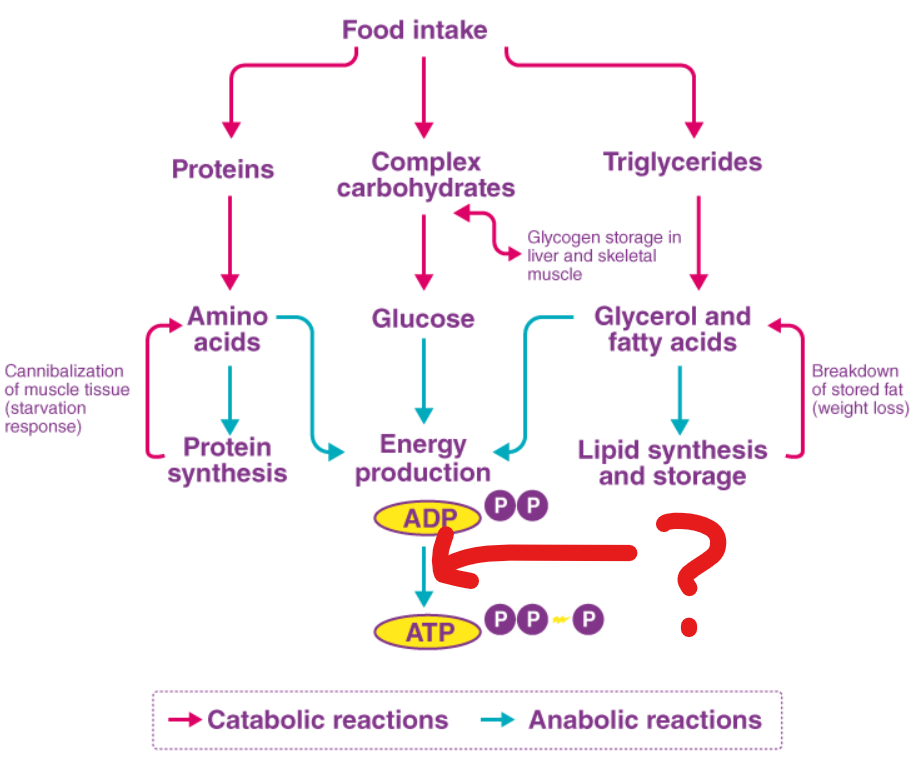 Food intake
Proteins
Complex
carbohydrates
Triglycerides
Glycogen storage in
liver and skeletal
muscle
Amino
acids
Glucose
Glycerol and
fatty acids
Cannibalization
of muscle tissue
(starvation
response)
Breakdown
of stored fat
(weight loss)
Protein
synthesis
Energy
production
Lipid synthesis
and storage
ADP P P
?
ATP P P P
Catabolic reactions
Anabolic reactions